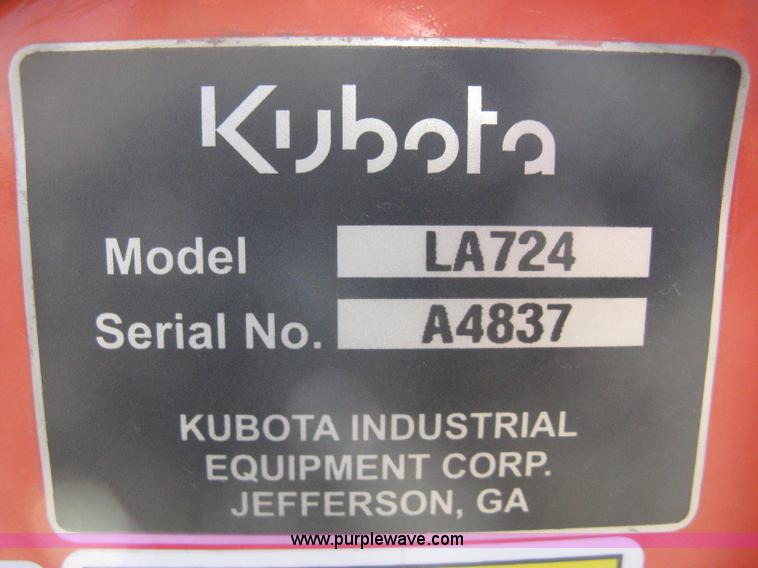 Kubota
Model LA724
Serial No. A4837
KUBOTA INDUSTRIAL
EQUIPMENT CORP.
JEFFERSON, GA
www.purplewave.com